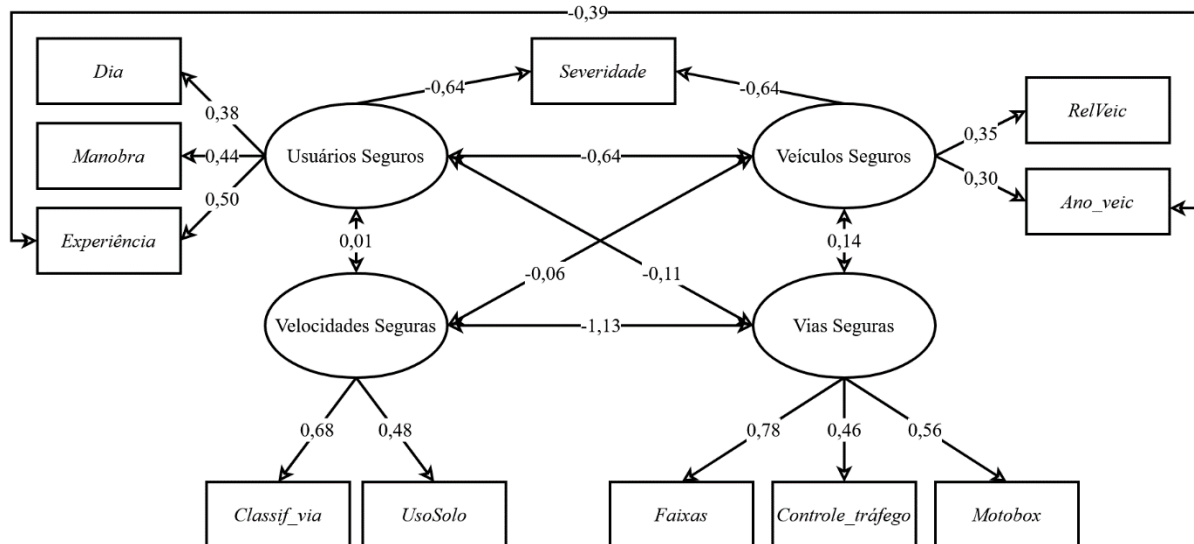 -0,39
Dia
Severidade
-0,64
-0,64
RelVeic
0,38
0,35
Manobra
0,44
Usuários Seguros
-0,64
Veículos Seguros
0,30
0,50
Ano_veic
Experiência
0,01
0,14
-0,06
-0,11
Velocidades Seguras
-1,13
Vias Seguras
0,68
0,48
0,78
0,46
0,56
Classif_via
UsoSolo
Faixas
Controle_tráfego
Motobox